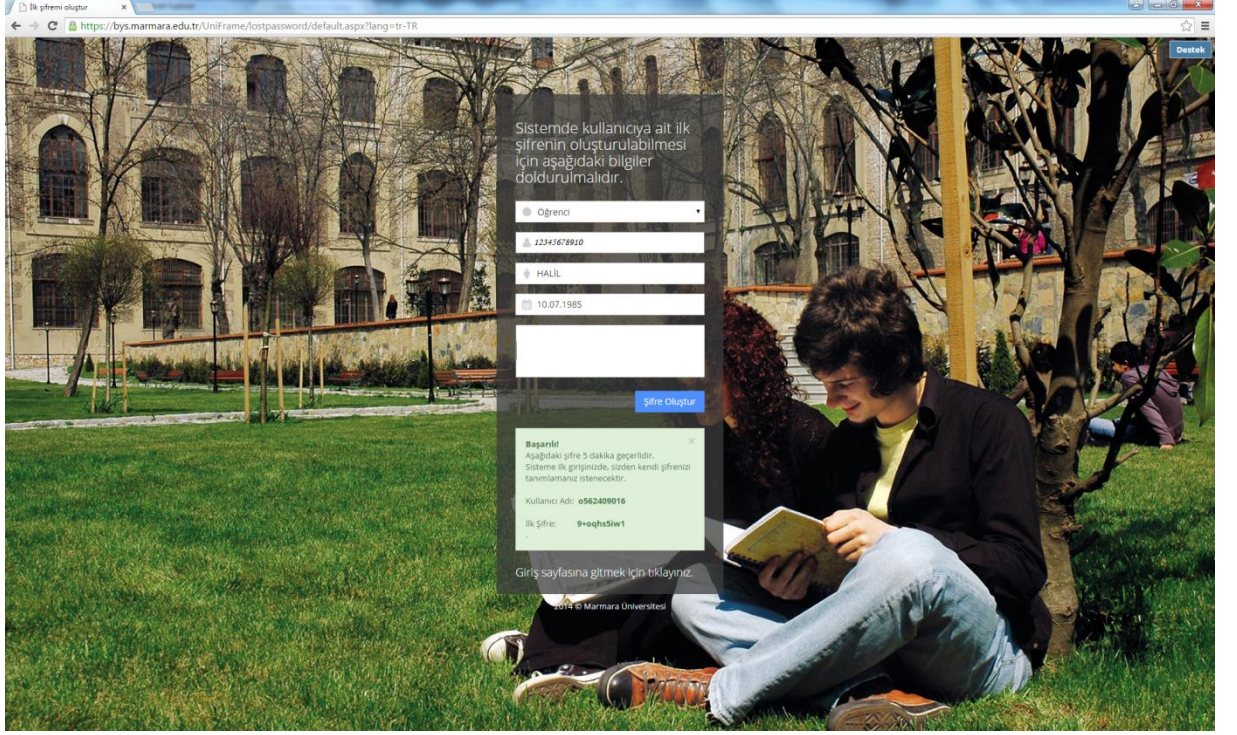 İlk şifremi oluştur
https://bys.marmara.edu.tr/UniFrame/lostpassword/default.aspx?lang=tr-TR
Destek
Sistemde kullanıcıya ait ilk
şifrenin oluşturulabilmesi
için aşağıdaki bilgiler
doldurulmalıdır.
Öğrenci
12345678910
HALİL
10.07.1985
Şifre Oluştur
Başarılı!
Aşağıdaki şifre 5 dakika geçerlidir.
Sisteme ilk girişinizde, sizden kendi şifrenizi
tanımlamanız istenecektir.
Kullanıcı Adı: o562409016
İlk Şifre: 9+oqhs5iw1
.
Giriş sayfasına gitmek için tıklayınız.
2014 © Marmara Üniversitesi